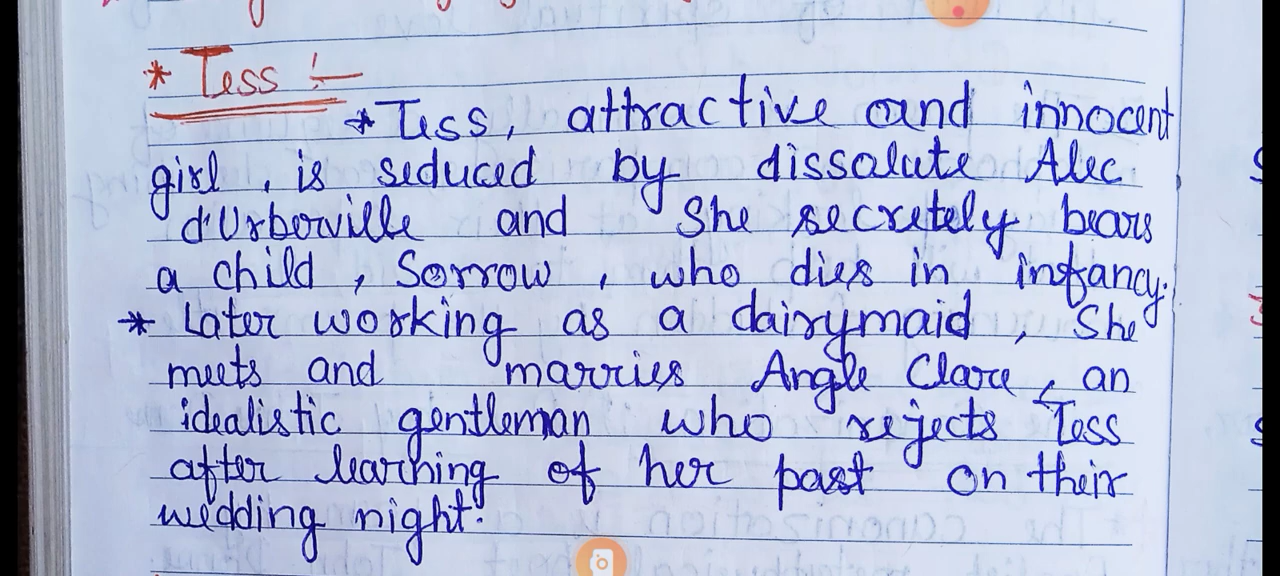 * Tess :-
* Tess, attractive and innocent
girl, is seduced by dissalute Alec
d'Urberville and She secretely bears
a child, Sorrow, who dies in infancy.
* Later working as a dairymaid, She
meets and marries Angle Clare, an
idealistic gentleman who rejects Tess
after learning of her past on their
wedding night.